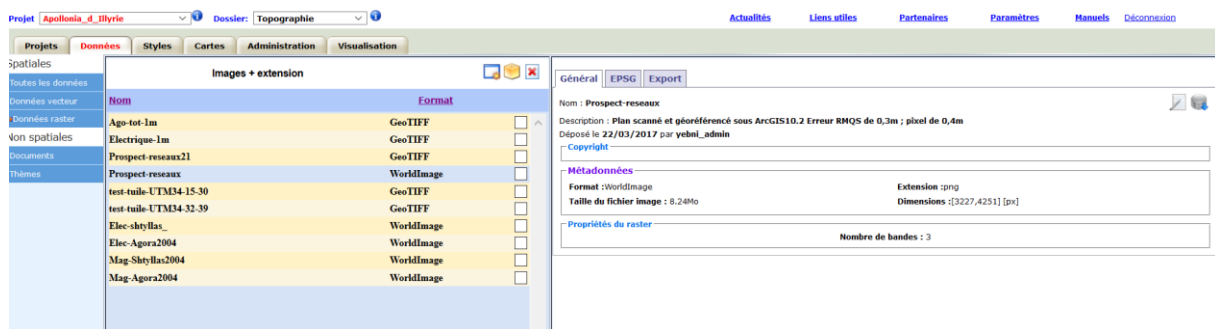 Projet Apollonia_d_Illyrie Dossier: Topographie Actualités Liens utiles Partenaires Paramètres Manuels Déconnexion
Projets Données Styles Cartes Administration Visualisation
Spatiales
Toutes les données
Données vecteur
Données raster
Non spatiales
Documents
Thèmes
Images + extension
Nom Format
Ago-tot-1m GeoTIFF
Electrique-1m GeoTIFF
Prospect-reseaux21 GeoTIFF
Prospect-reseaux WorldImage
test-tuile-UTM34-15-30 GeoTIFF
test-tuile-UTM34-32-39 GeoTIFF
Elec-shtyllas_ WorldImage
Elec-Agora2004 WorldImage
Mag-Shtyllas2004 WorldImage
Mag-Agora2004 WorldImage
Général EPSG Export
Nom : Prospect-reseaux
Description : Plan scanné et géoréférencé sous ArcGIS10.2 Erreur RMQS de 0,3m ; pixel de 0,4m
Déposé le 22/03/2017 par yebni_admin
Copyright
Métadonnées
Format :WorldImage Extension :png
Taille du fichier image : 8.24Mo Dimensions :[3227,4251] [px]
Propriétés du raster
Nombre de bandes : 3